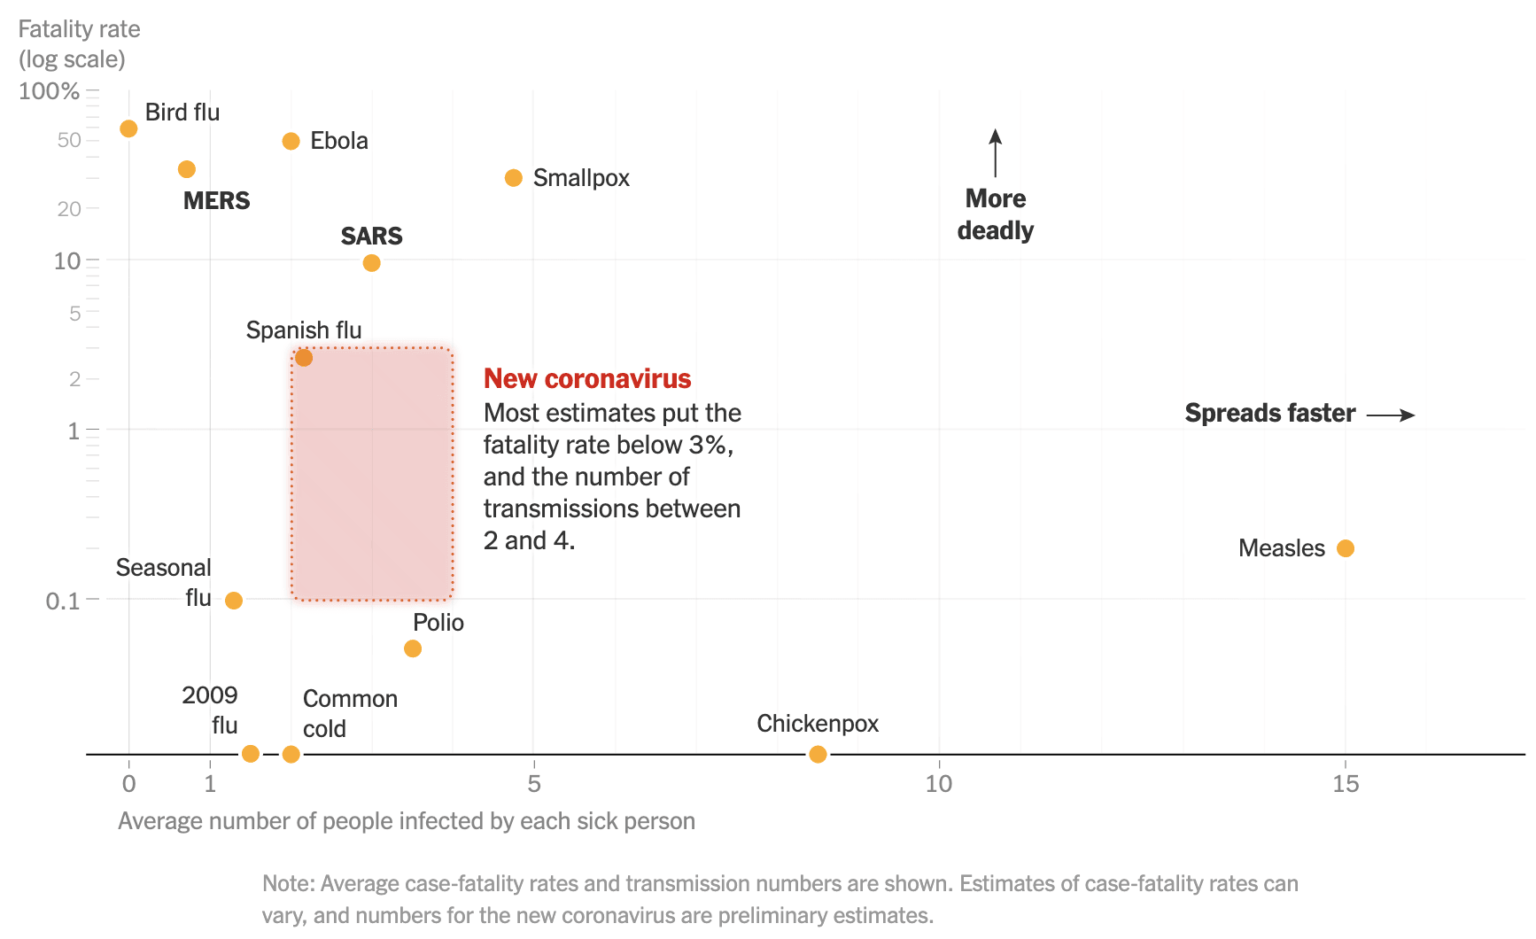 Fatality rate
(log scale)
100%
Bird flu
50
Ebola
MERS
Smallpox
20
More
deadly
SARS
10
5
Spanish flu
2
New coronavirus
Most estimates put the
fatality rate below 3%,
and the number of
transmissions between
2 and 4.
1
Spreads faster
Measles
Seasonal
flu
0.1
Polio
2009
flu
Common
cold
Chickenpox
0 1 5 10 15
Average number of people infected by each sick person
Note: Average case-fatality rates and transmission numbers are shown. Estimates of case-fatality rates can
vary, and numbers for the new coronavirus are preliminary estimates.